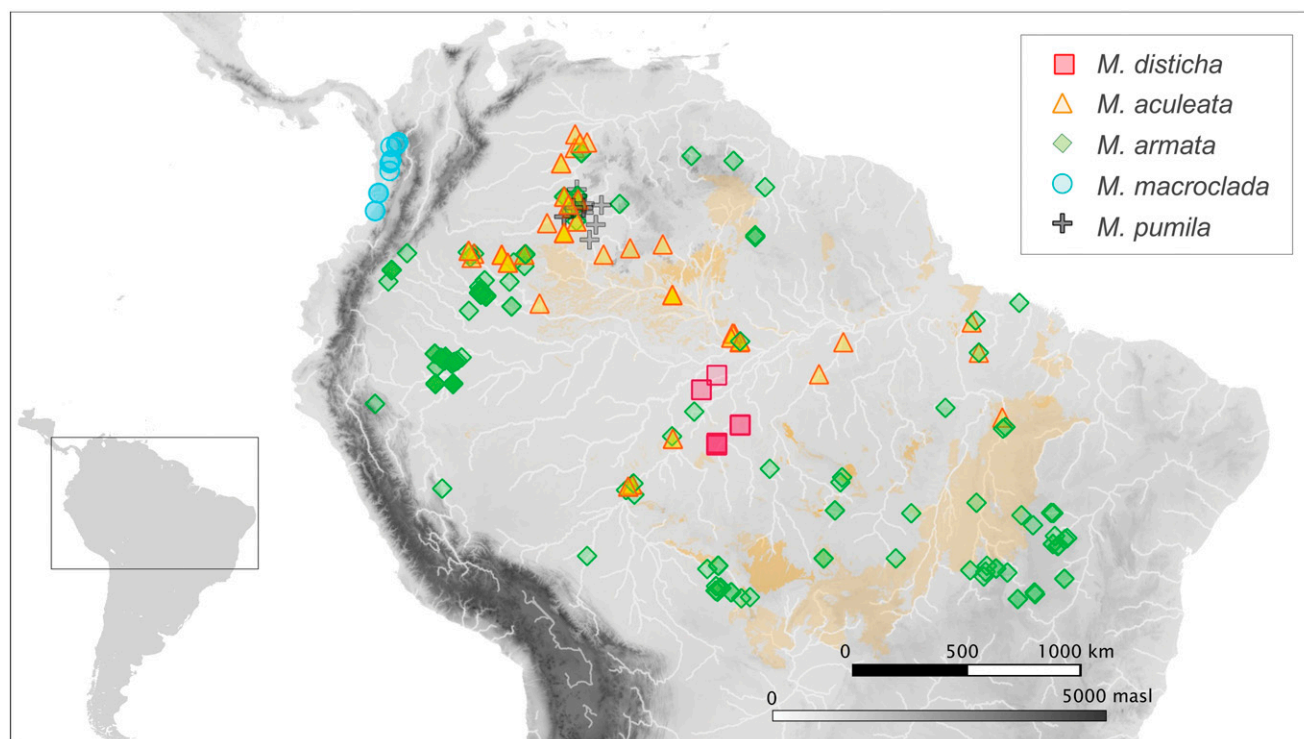 M. disticha
M. aculeata
M. armata
M. macroclada
M. pumila
0 500 1000 km
0 5000 masl